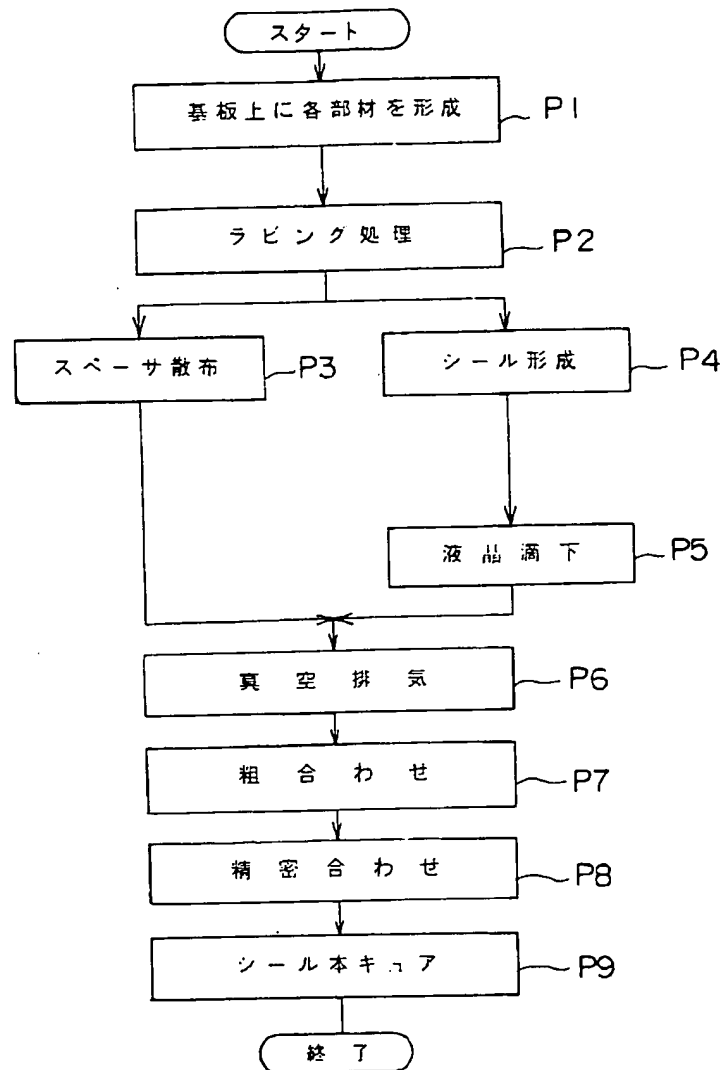 スタート
基板上に各部材を形成 P1
ラビング処理 P2
スペーサ散布 P3
シール形成 P4
液晶滴下 P5
真空排気 P6
粗合わせ P7
精密合わせ P8
シール本キュア P9
終了